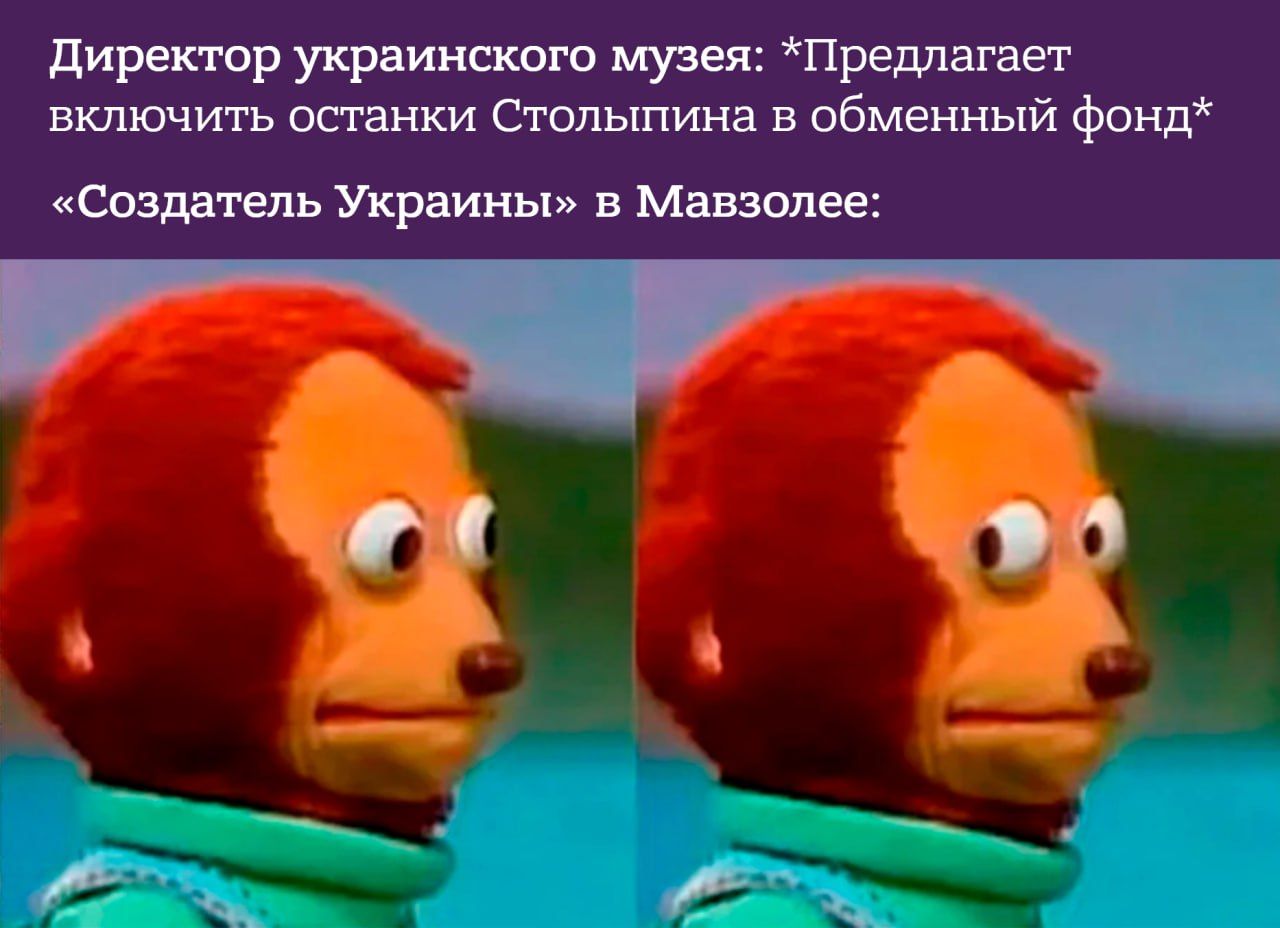 Директор украинского музея: *Предлагает
включить останки Столыпина в обменный фонд*
«Создатель Украины» в Мавзолее: